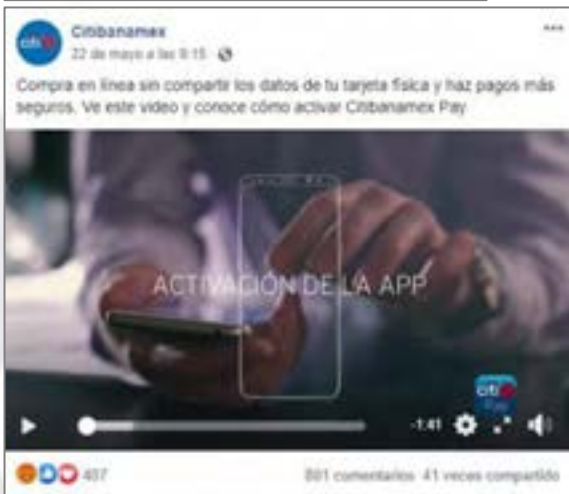 Citibanamex
22 de mayo a las 9:15
Compra en línea sin compartir los datos de tu tarjeta física y haz pagos más
seguros. Ve este video y conoce cómo activar Citibanamex Pay
ACTIVACIÓN DE LA APP
citi
Pay
-1:41
407
801 comentarios 41 veces compartido